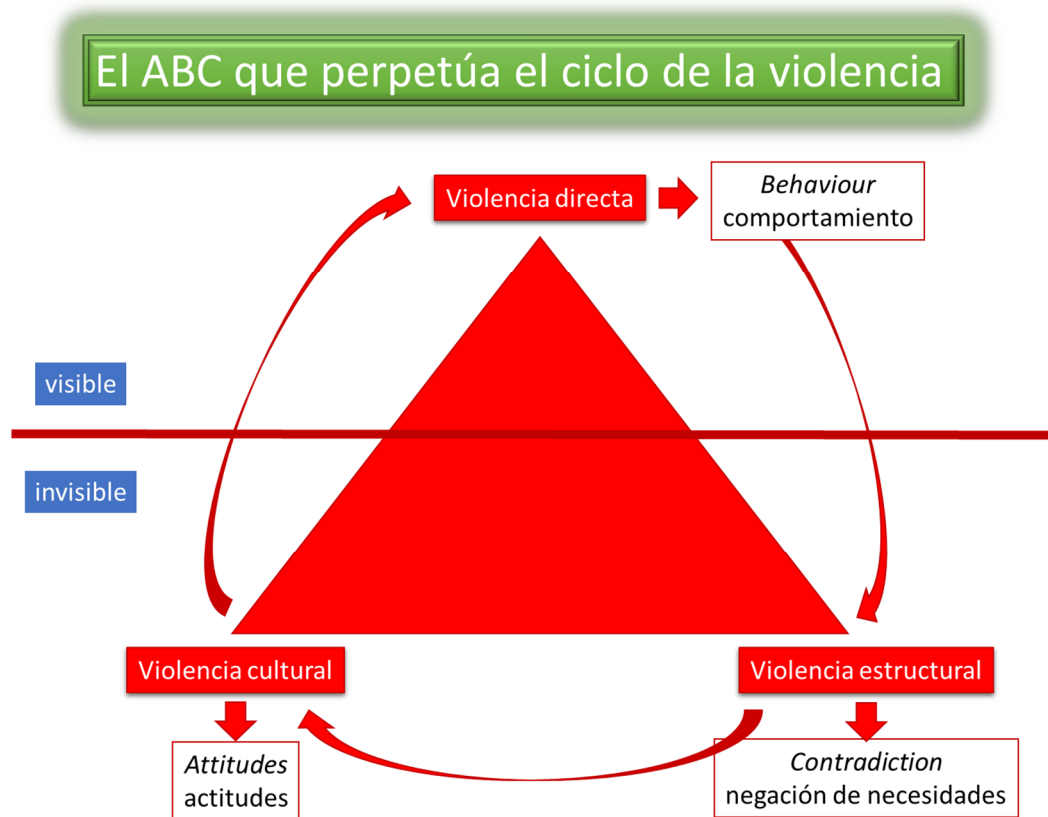 El ABC que perpetúa el ciclo de la violencia
Violencia directa
Behaviour
comportamiento
visible
invisible
Violencia cultural
Violencia estructural
Attitudes
actitudes
Contradiction
negación de necesidades